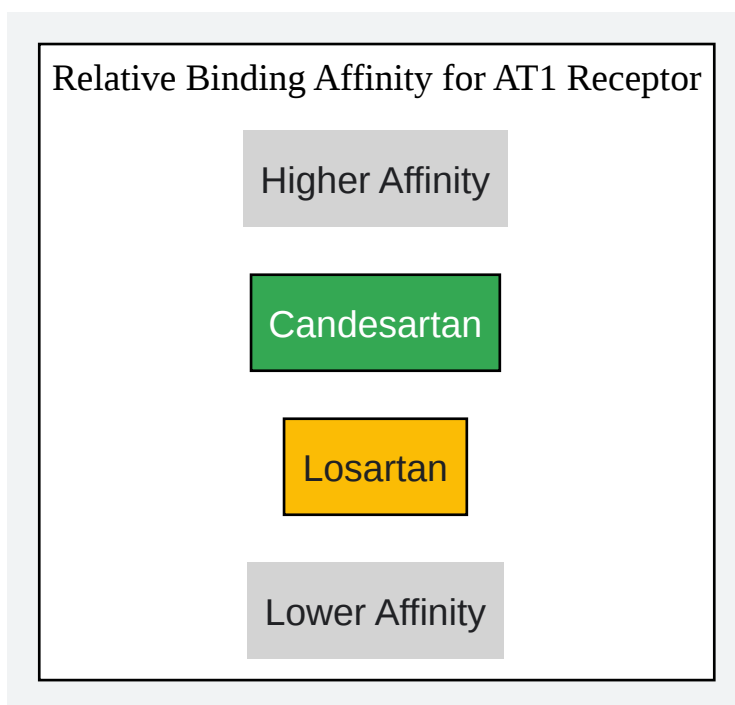 Relative Binding Affinity for AT1 Receptor
Higher Affinity
Candesartan
Losartan
Lower Affinity